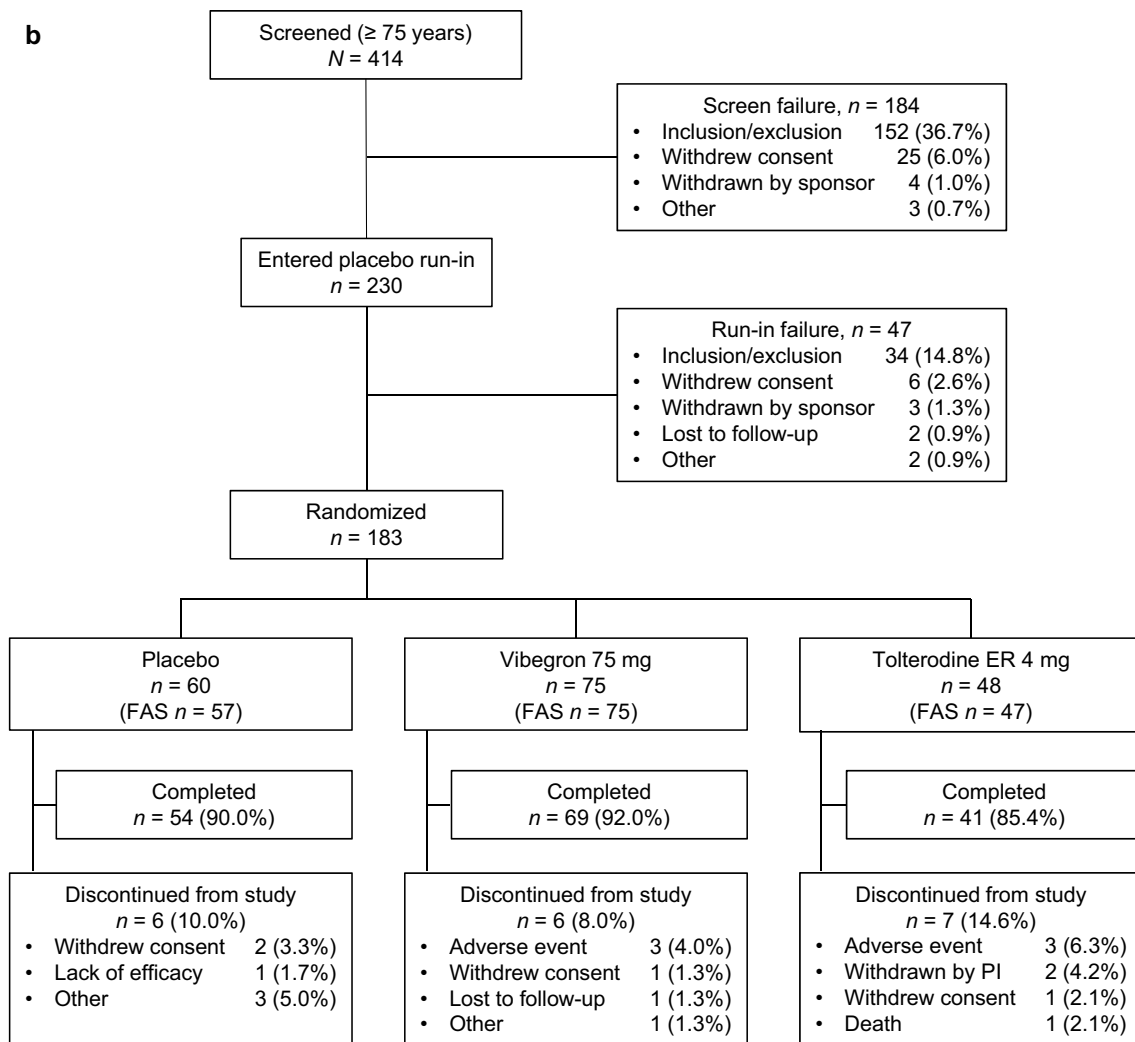 b
Screened (≥ 75 years)
N = 414
Screen failure, n = 184
• Inclusion/exclusion 152 (36.7%)
• Withdrew consent 25 (6.0%)
• Withdrawn by sponsor 4 (1.0%)
• Other 3 (0.7%)
Entered placebo run-in
n = 230
Run-in failure, n = 47
• Inclusion/exclusion 34 (14.8%)
• Withdrew consent 6 (2.6%)
• Withdrawn by sponsor 3 (1.3%)
• Lost to follow-up 2 (0.9%)
• Other 2 (0.9%)
Randomized
n = 183
Placebo
n = 60
(FAS n = 57)
Vibegron 75 mg
n = 75
(FAS n = 75)
Tolterodine ER 4 mg
n = 48
(FAS n = 47)
Completed
n = 54 (90.0%)
Completed
n = 69 (92.0%)
Completed
n = 41 (85.4%)
Discontinued from study
n = 6 (10.0%)
• Withdrew consent 2 (3.3%)
• Lack of efficacy 1 (1.7%)
• Other 3 (5.0%)
Discontinued from study
n = 6 (8.0%)
• Adverse event 3 (4.0%)
• Withdrew consent 1 (1.3%)
• Lost to follow-up 1 (1.3%)
• Other 1 (1.3%)
Discontinued from study
n = 7 (14.6%)
• Adverse event 3 (6.3%)
• Withdrawn by PI 2 (4.2%)
• Withdrew consent 1 (2.1%)
• Death 1 (2.1%)